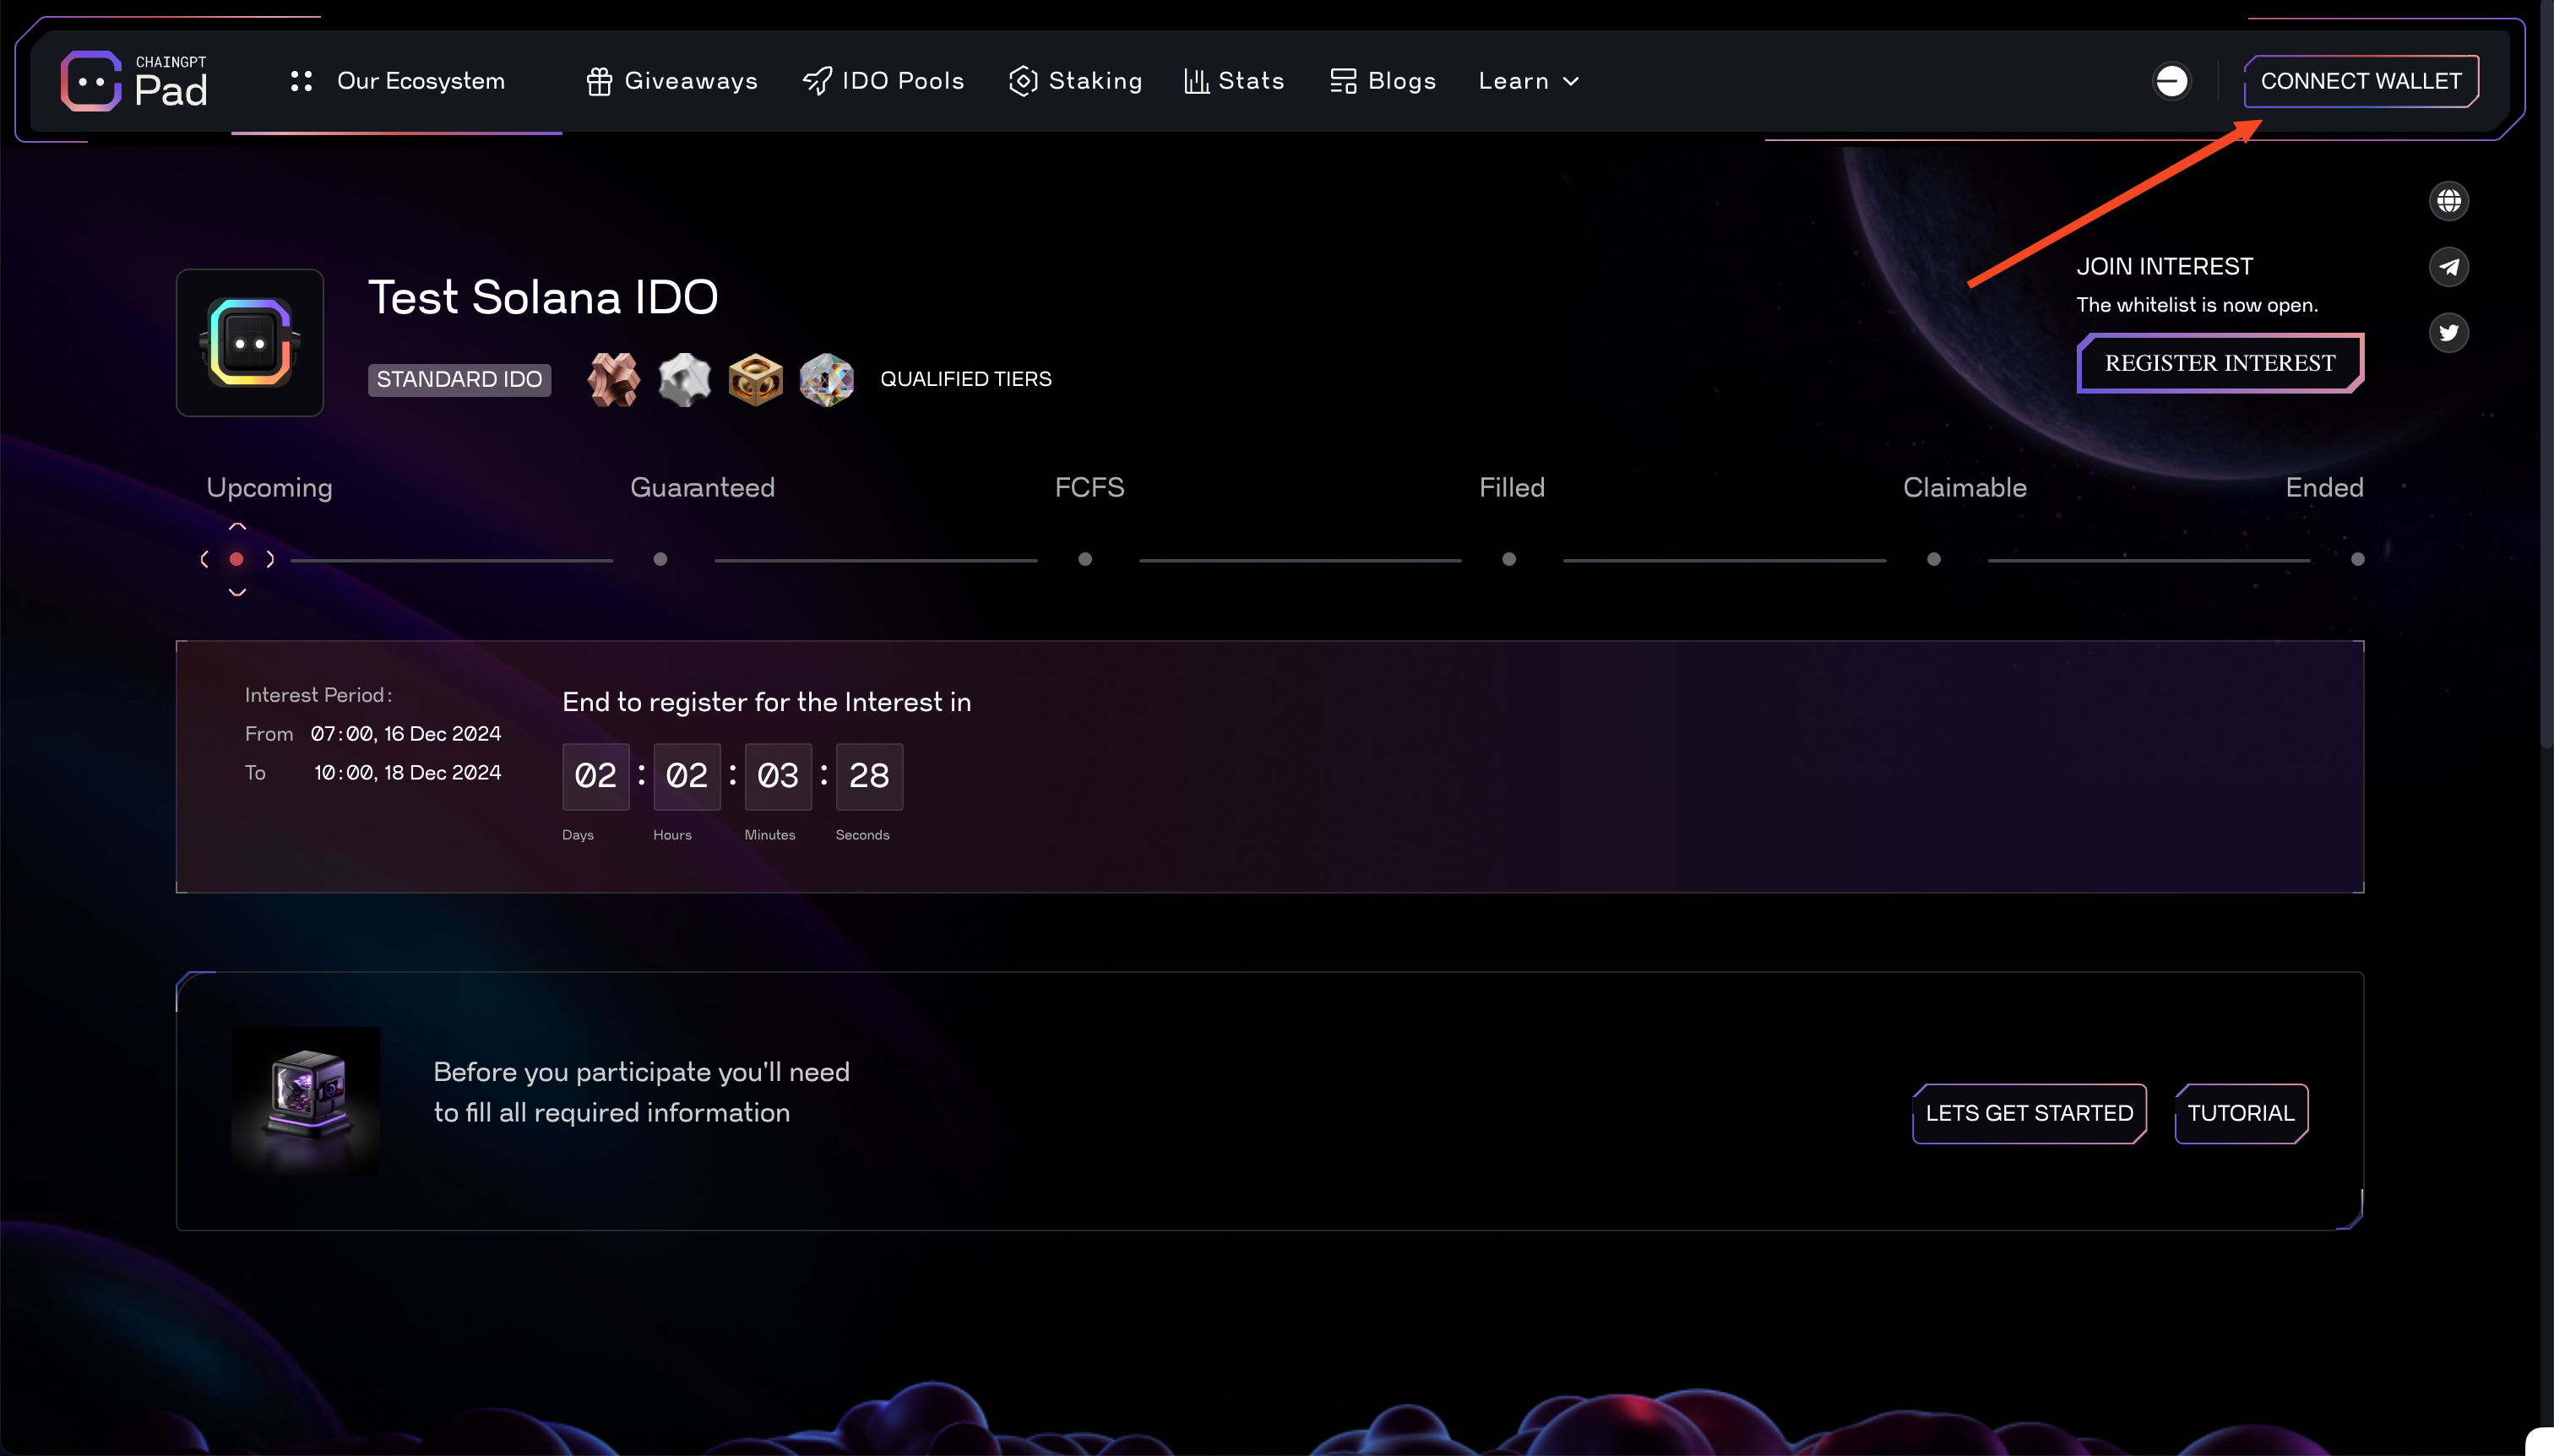 CHAINGPT
Pad
Our Ecosystem
Giveaways
IDO Pools
Staking
Stats
Blogs
Learn
CONNECT WALLET
Test Solana IDO
STANDARD IDO
QUALIFIED TIERS
JOIN INTEREST
The whitelist is now open.
REGISTER INTEREST
Upcoming
Guaranteed
FCFS
Filled
Claimable
Ended
Interest Period:
From 07:00, 16 Dec 2024
To 10:00, 18 Dec 2024
End to register for the Interest in
02 : 02 : 03 : 28
Days Hours Minutes Seconds
Before you participate you'll need
to fill all required information
LETS GET STARTED
TUTORIAL